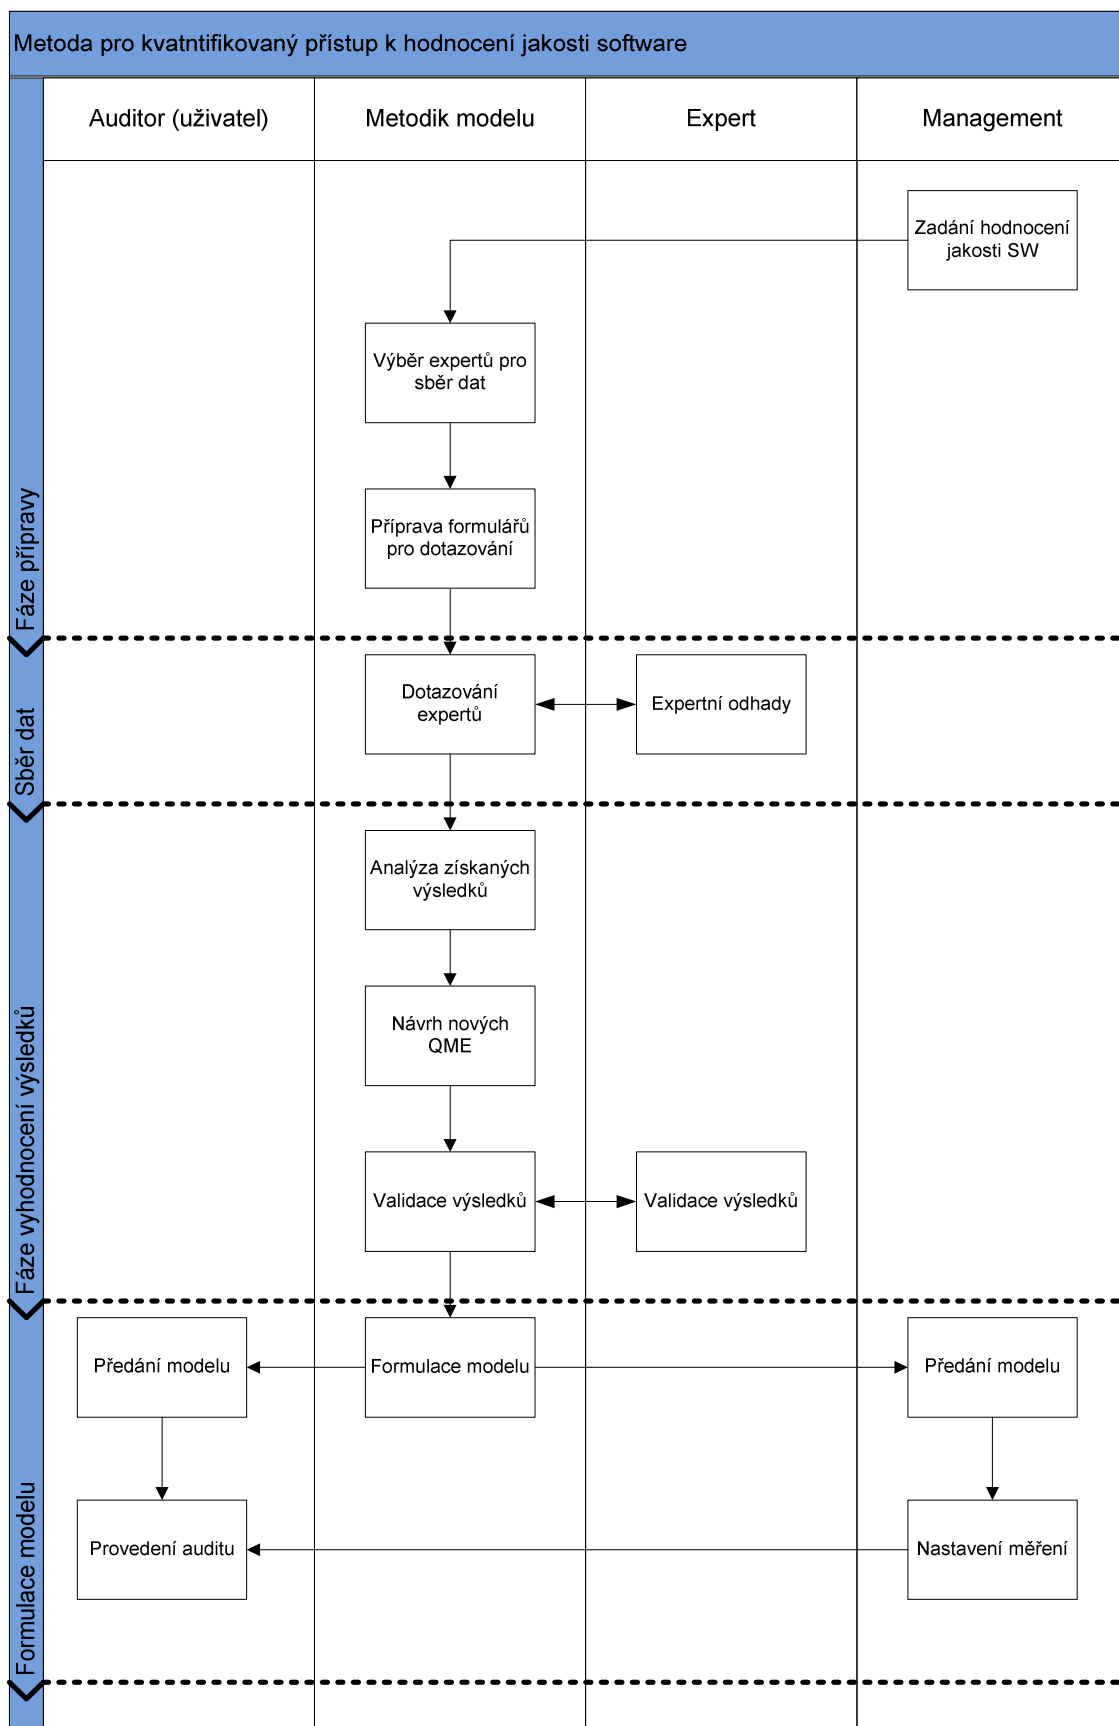 Metoda pro kvatntifikovaný přístup k hodnocení jakosti software
Auditor (uživatel)
Metodik modelu
Expert
Management
Fáze přípravy
Zadání hodnocení
jakosti SW
Výběr expertů pro
sběr dat
Příprava formulářů
pro dotazování
Sběr dat
Dotazování
expertů
Expertní odhady
Fáze vyhodnocení výsledků
Analýza získaných
výsledků
Návrh nových
QME
Validace výsledků
Validace výsledků
Formulace modelu
Předání modelu
Formulace modelu
Předání modelu
Provedení auditu
Nastavení měření